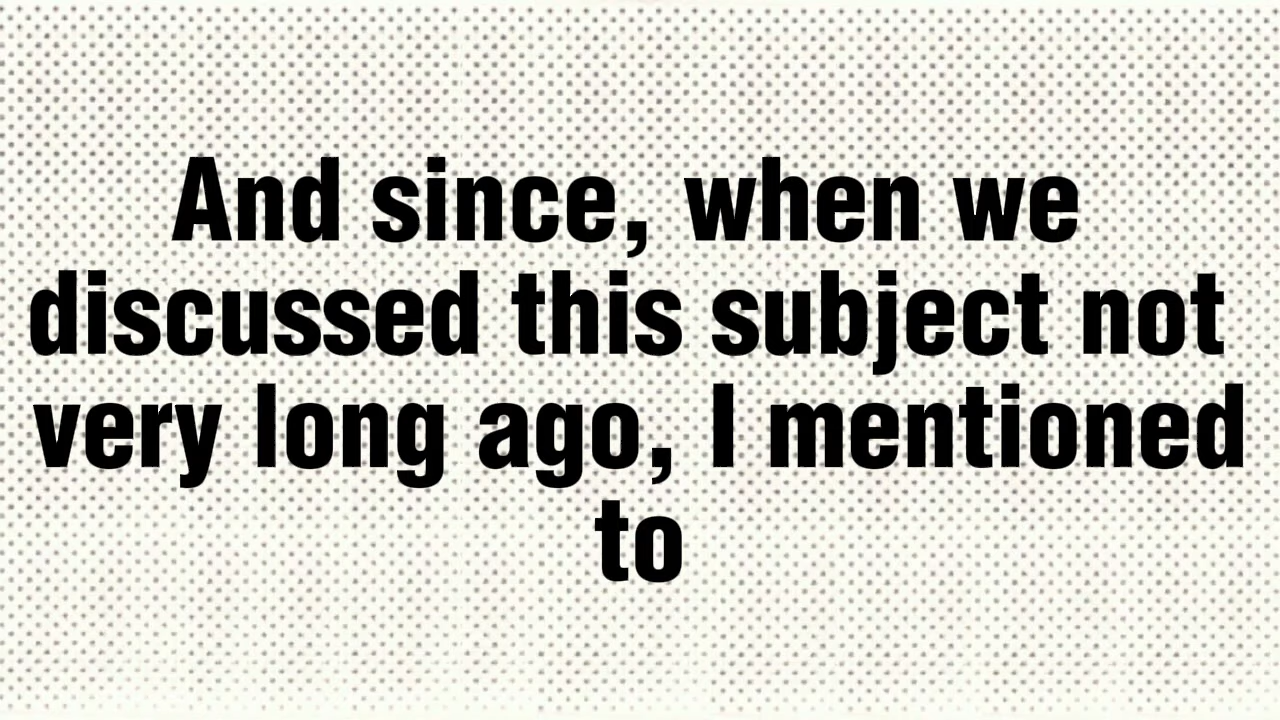 And since, when we
discussed this subject not
very long ago, I mentioned
to